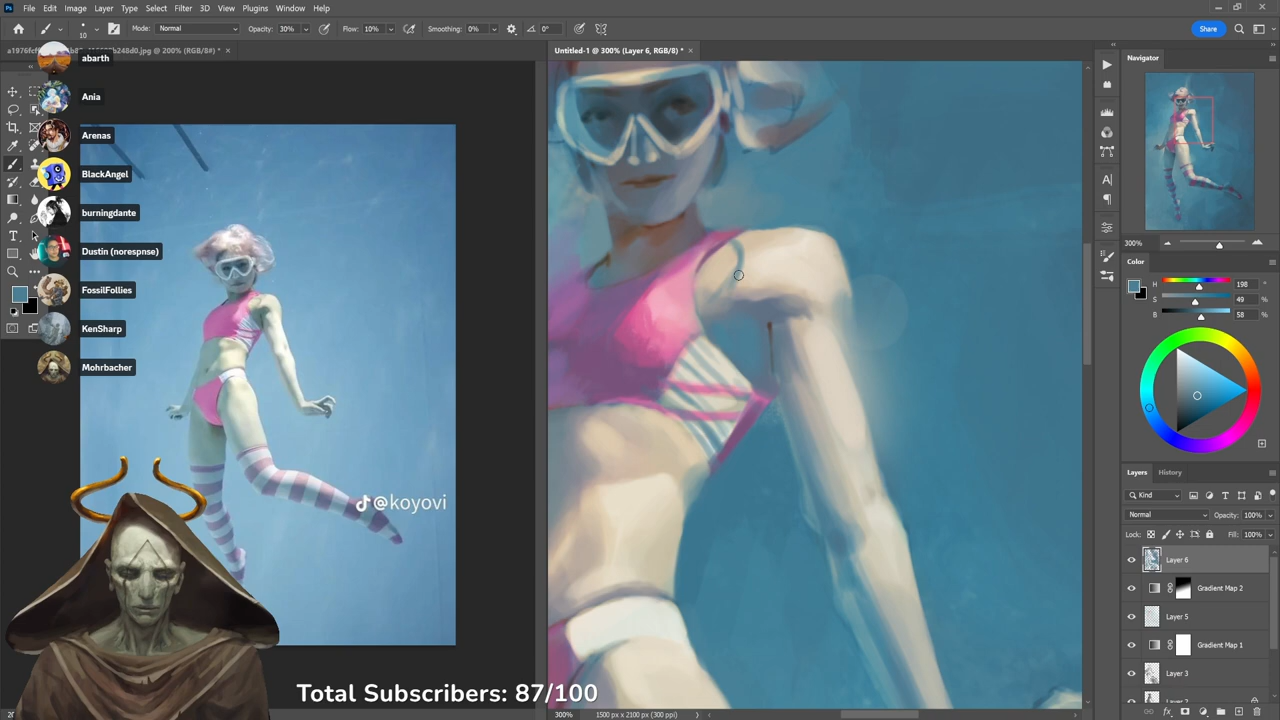 File Edit Image Layer Type Select Filter 3D View Plugins Window Help
10 Mode: Normal Opacity: 30% Flow: 10% Smoothing: 0% 0° Share
Untitled-1 @ 300% (Layer 6, RGB/8) *
abarth
Ania
Arenas
BlackAngel
burningdante
Dustin (norespnse)
FossilFollies
KenSharp
Mohrbacher
@koyovi
Total Subscribers: 87/100
300% 1500 px x 2100 px (300 ppi)
Navigator
300%
Color
H 198 °
S 49 %
B 58 %
Layers History
Kind
Normal Opacity: 100%
Lock: Fill: 100%
Layer 6
Gradient Map 2
Layer 5
Gradient Map 1
Layer 3